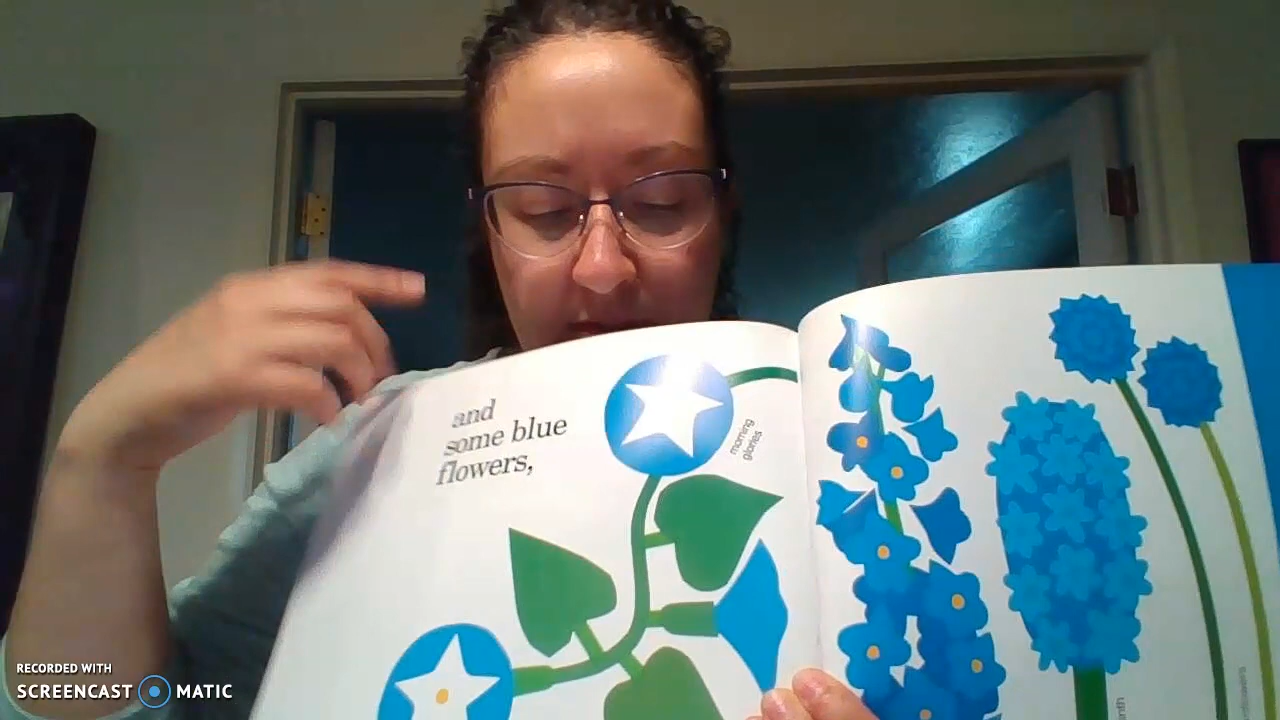 and
some blue
flowers,
morning
glories
RECORDED WITH
SCREENCAST MATIC